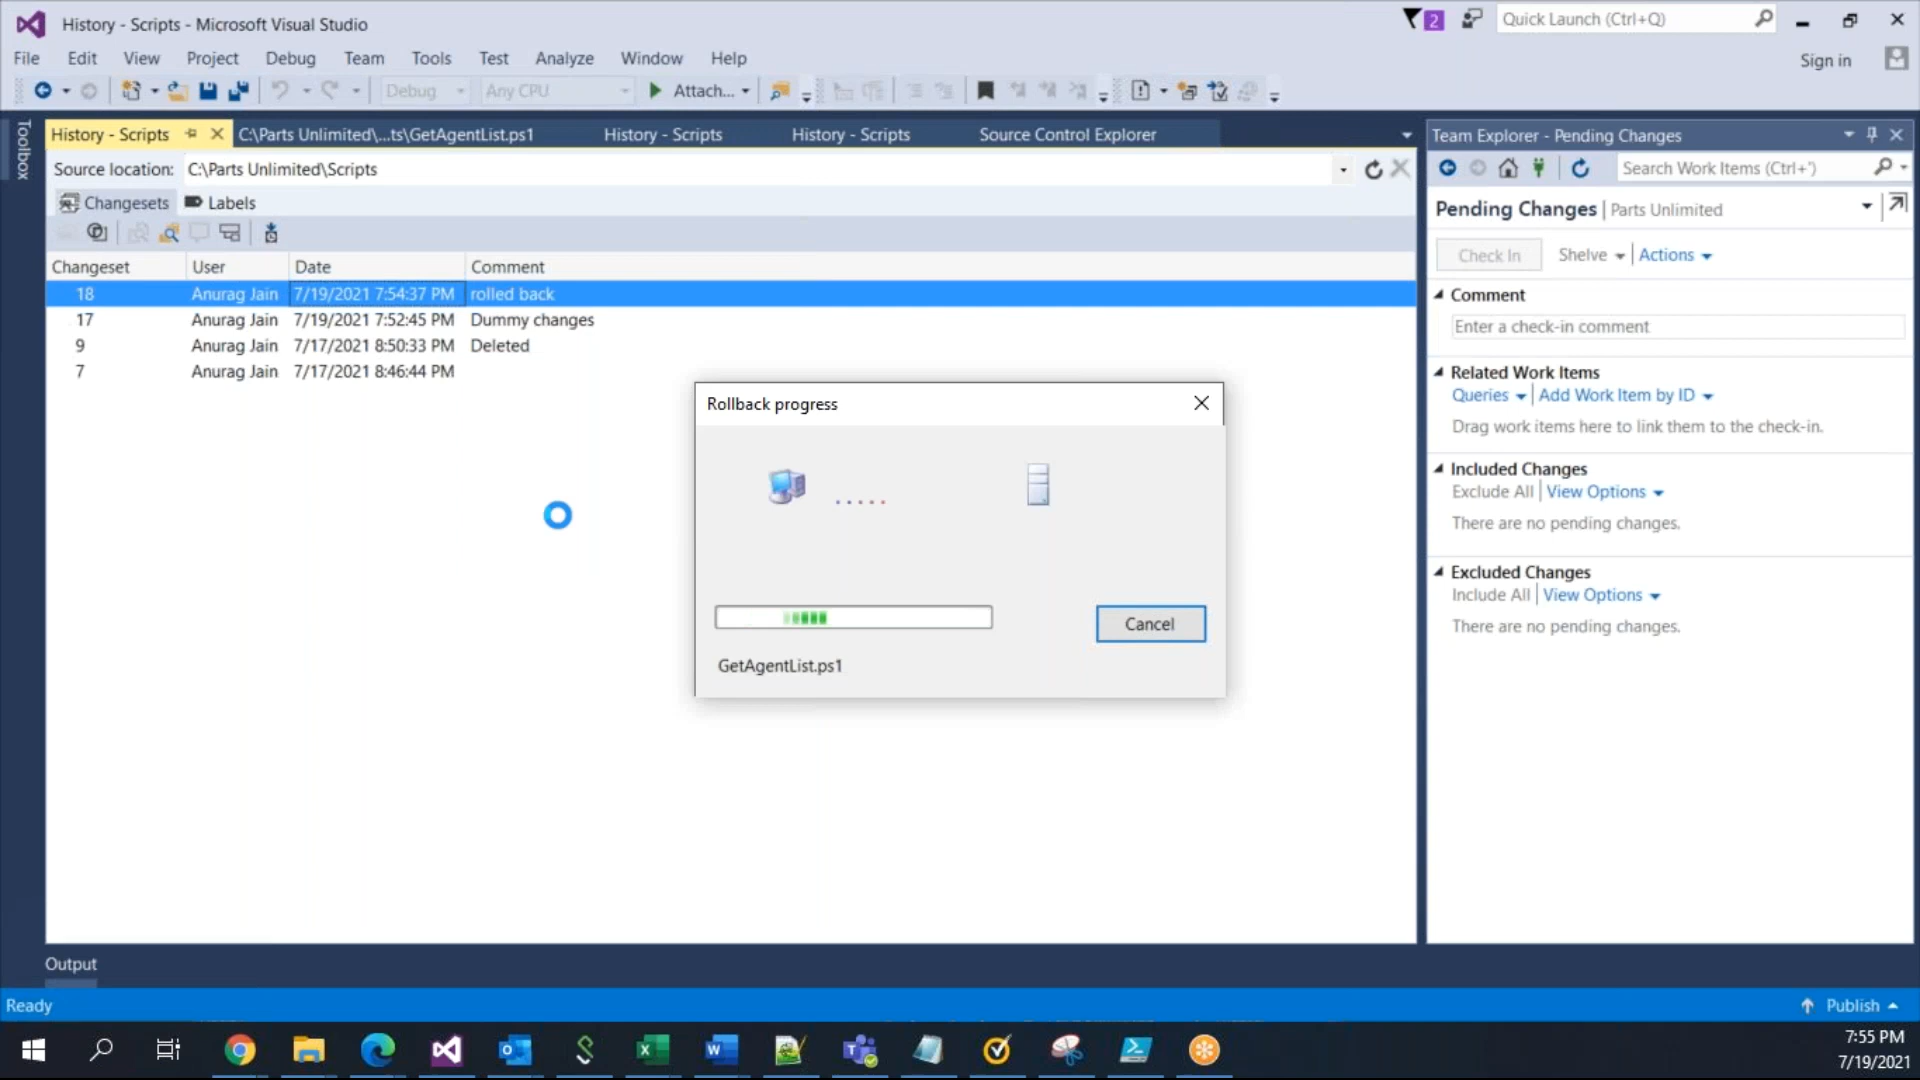 History - Scripts - Microsoft Visual Studio
2
Quick Launch (Ctrl+Q)
File Edit View Project Debug Team Tools Test Analyze Window Help
Sign in
Debug Any CPU Attach...
Toolbox
History - Scripts C:\Parts Unlimited\...ts\GetAgentList.ps1 History - Scripts History - Scripts Source Control Explorer
Source location: C:\Parts Unlimited\Scripts
Changesets Labels
Changeset User Date Comment
18 Anurag Jain 7/19/2021 7:54:37 PM rolled back
17 Anurag Jain 7/19/2021 7:52:45 PM Dummy changes
9 Anurag Jain 7/17/2021 8:50:33 PM Deleted
7 Anurag Jain 7/17/2021 8:46:44 PM
Rollback progress
Cancel
GetAgentList.ps1
Team Explorer - Pending Changes
Search Work Items (Ctrl+')
Pending Changes | Parts Unlimited
Check In Shelve Actions
Comment
Enter a check-in comment
Related Work Items
Queries Add Work Item by ID
Drag work items here to link them to the check-in.
Included Changes
Exclude All View Options
There are no pending changes.
Excluded Changes
Include All View Options
There are no pending changes.
Output
Ready
Publish
7:55 PM
7/19/2021